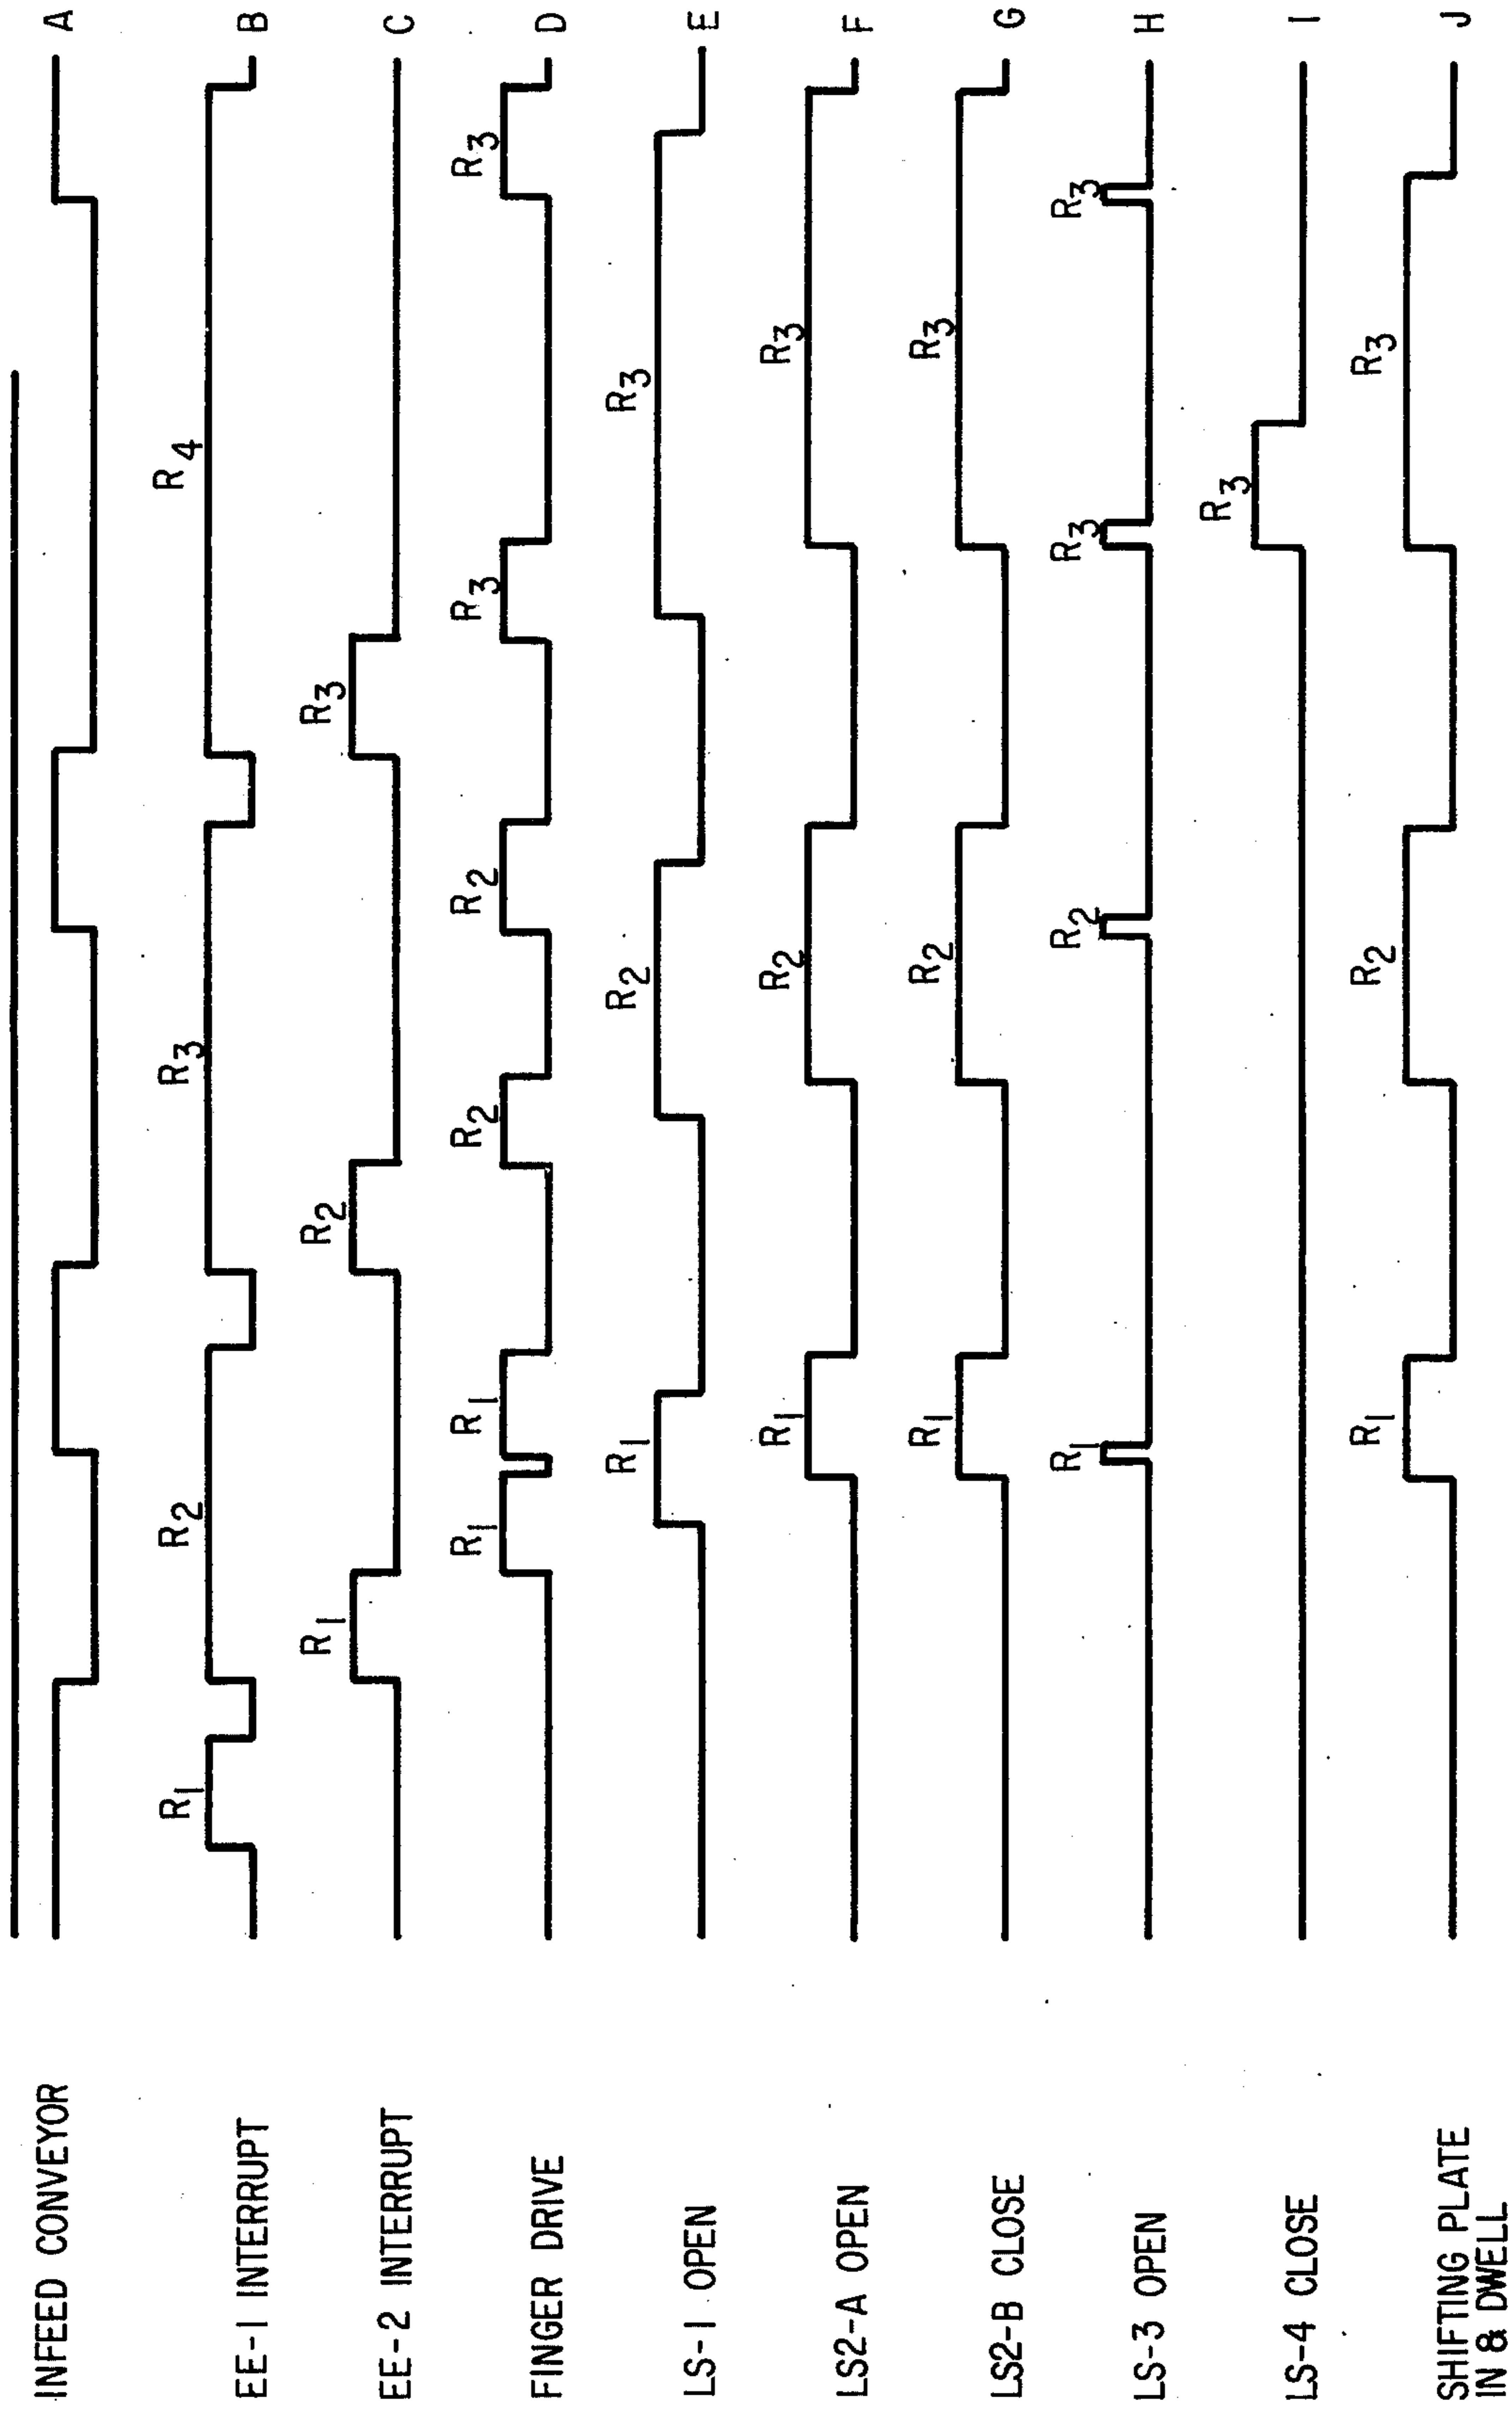 INFEED CONVEYOR A
EE-1 INTERRUPT R1 R2 R3 R4 B
EE-2 INTERRUPT R1 R2 R3 C
FINGER DRIVE R1 R1 R2 R2 R3 R3 D
LS-1 OPEN R1 R2 R3 E
LS2-A OPEN R1 R2 R3 F
LS2-B CLOSE R1 R2 R3 G
LS-3 OPEN R1 R2 R3 R3 H
LS-4 CLOSE R3 I
SHIFTING PLATE R1 R2 R3 J
IN & DWELL